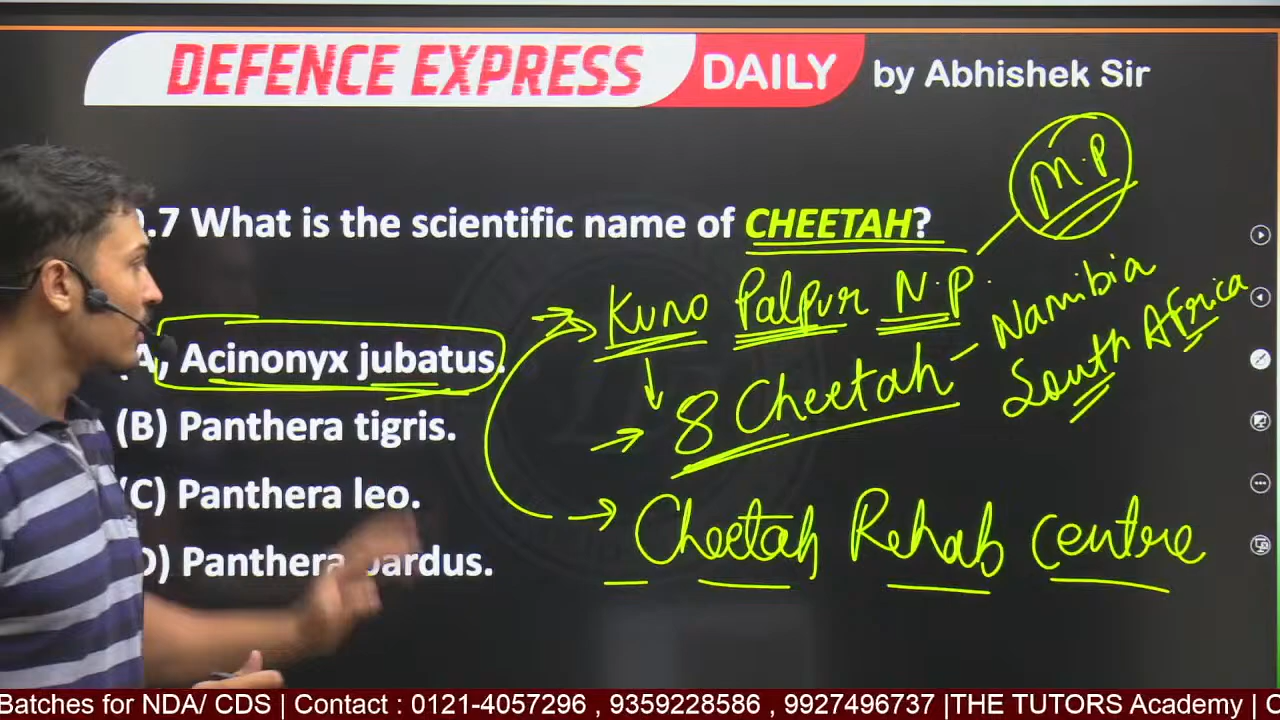 DEFENCE EXPRESS DAILY by Abhishek Sir
M.P
.7 What is the scientific name of CHEETAH?
Kuno Palpur N.P.
Namibia
South Africa
(A, Acinonyx jubatus.
8 Cheetah
(B) Panthera tigris.
(C) Panthera leo.
Cheetah Rehab centre
D) Panthera pardus.
Batches for NDA/ CDS | Contact : 0121-4057296 , 9359228586 , 9927496737 |THE TUTORS Academy | C